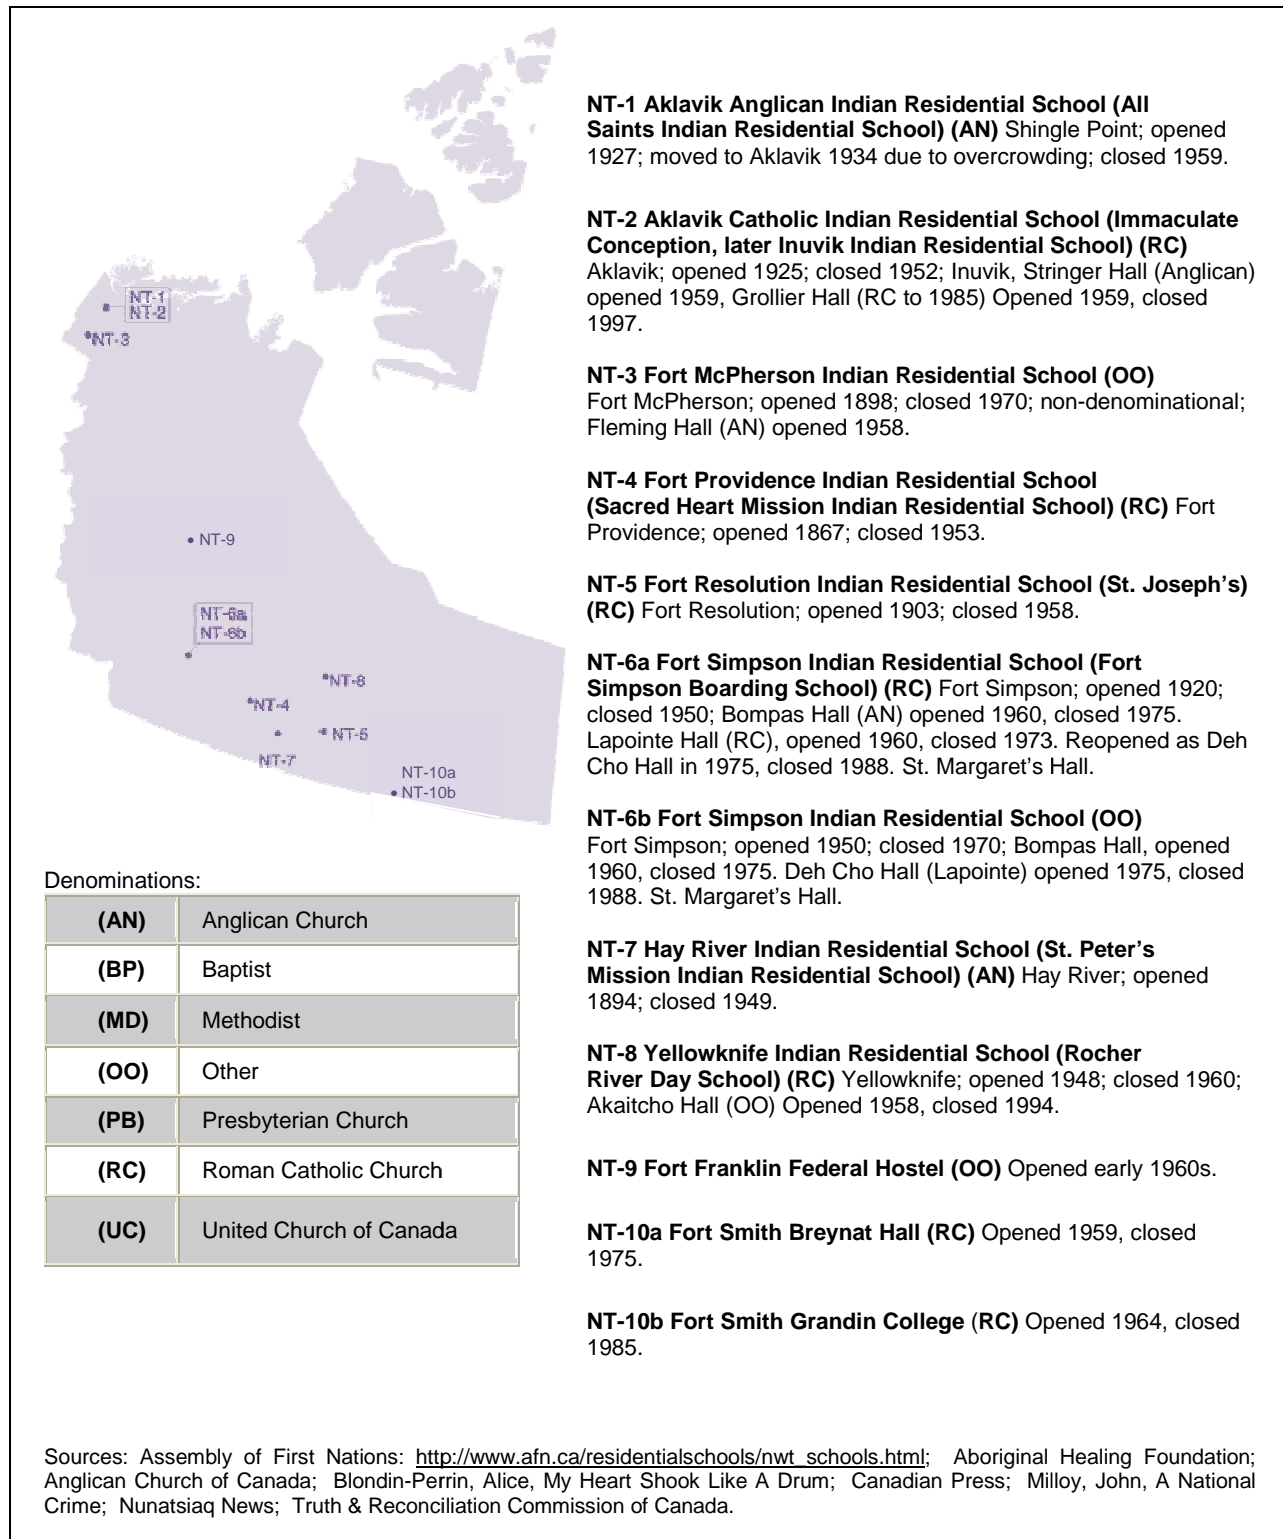 NT-1
NT-2
NT-3
NT-9
NT-6a
NT-6b
NT-8
NT-4
NT-5
NT-7
NT-10a
NT-10b
Denominations:
(AN) Anglican Church
(BP) Baptist
(MD) Methodist
(OO) Other
(PB) Presbyterian Church
(RC) Roman Catholic Church
(UC) United Church of Canada
NT-1 Aklavik Anglican Indian Residential School (All
Saints Indian Residential School) (AN) Shingle Point; opened
1927; moved to Aklavik 1934 due to overcrowding; closed 1959.
NT-2 Aklavik Catholic Indian Residential School (Immaculate
Conception, later Inuvik Indian Residential School) (RC)
Aklavik; opened 1925; closed 1952; Inuvik, Stringer Hall (Anglican)
opened 1959, Grollier Hall (RC to 1985) Opened 1959, closed
1997.
NT-3 Fort McPherson Indian Residential School (OO)
Fort McPherson; opened 1898; closed 1970; non-denominational;
Fleming Hall (AN) opened 1958.
NT-4 Fort Providence Indian Residential School
(Sacred Heart Mission Indian Residential School) (RC) Fort
Providence; opened 1867; closed 1953.
NT-5 Fort Resolution Indian Residential School (St. Joseph's)
(RC) Fort Resolution; opened 1903; closed 1958.
NT-6a Fort Simpson Indian Residential School (Fort
Simpson Boarding School) (RC) Fort Simpson; opened 1920;
closed 1950; Bompas Hall (AN) opened 1960, closed 1975.
Lapointe Hall (RC), opened 1960, closed 1973. Reopened as Deh
Cho Hall in 1975, closed 1988. St. Margaret's Hall.
NT-6b Fort Simpson Indian Residential School (OO)
Fort Simpson; opened 1950; closed 1970; Bompas Hall, opened
1960, closed 1975. Deh Cho Hall (Lapointe) opened 1975, closed
1988. St. Margaret's Hall.
NT-7 Hay River Indian Residential School (St. Peter's
Mission Indian Residential School) (AN) Hay River; opened
1894; closed 1949.
NT-8 Yellowknife Indian Residential School (Rocher
River Day School) (RC) Yellowknife; opened 1948; closed 1960;
Akaitcho Hall (OO) Opened 1958, closed 1994.
NT-9 Fort Franklin Federal Hostel (OO) Opened early 1960s.
NT-10a Fort Smith Breynat Hall (RC) Opened 1959, closed
1975.
NT-10b Fort Smith Grandin College (RC) Opened 1964, closed
1985.
Sources: Assembly of First Nations: http://www.afn.ca/residentialschools/nwt_schools.html; Aboriginal Healing Foundation;
Anglican Church of Canada; Blondin-Perrin, Alice, My Heart Shook Like A Drum; Canadian Press; Milloy, John, A National
Crime; Nunatsiaq News; Truth & Reconciliation Commission of Canada.